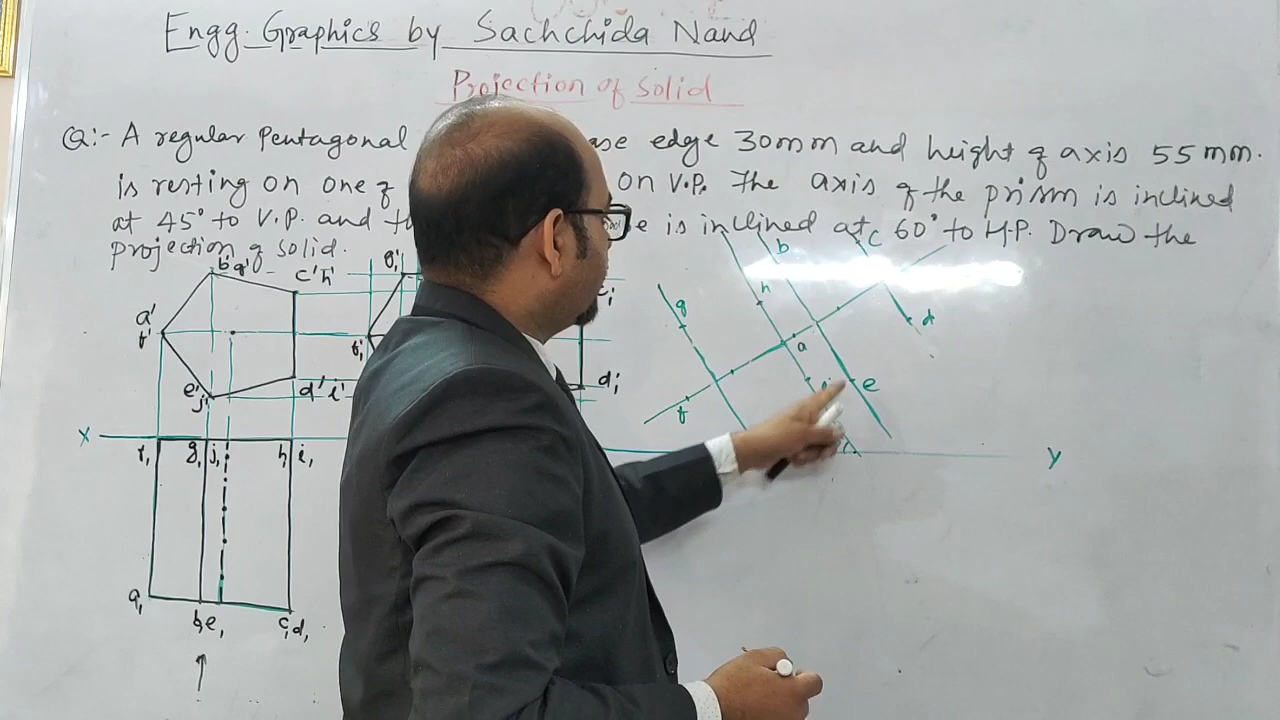 Engg. Graphics by Sachchida Nand
Projection of Solid
Q:- A regular Pentagonal ase edge 30mm and height of axis 55mm.
is resting on one of on V.P. The axis of the prism is inclined
at 45° to V.P. and th e is inclined at 60° to H.P. Draw the
projection of solid.
b' g' c'h'
a'
f'
e' j' d' i'
g h b c
a d
f e
X Y
f₁ g₁ j₁ h₁ i₁
a₁ b₁e₁ c₁d₁